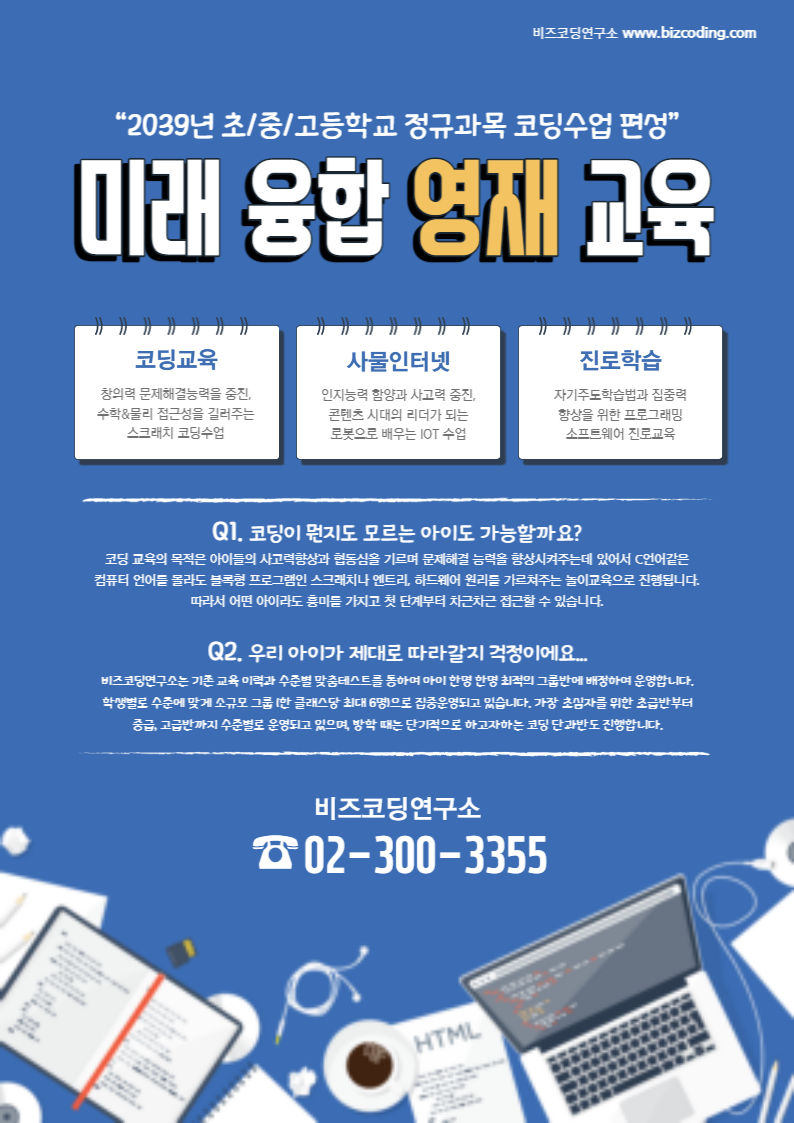 비즈코딩연구소 www.bizcoding.com
“2039년 초/중/고등학교 정규과목 코딩수업 편성”
미래 융합 영재 교육
코딩교육
창의력 문제해결능력을 중진,
수학&물리 접근성을 길러주는
스크래치 코딩수업
사물인터넷
인지능력 함양과 사고력 중진,
콘텐츠 시대의 리더가 되는
로봇으로 배우는 IOT 수업
진로학습
자기주도학습법과 집중력
향상을 위한 프로그래밍
소프트웨어 진로교육
Q1. 코딩이 뭔지도 모르는 아이도 가능할까요?
코딩 교육의 목적은 아이들의 사고력향상과 협동심을 기르며 문제해결 능력을 향상시켜주는데 있어서 C언어같은
컴퓨터 언어를 몰라도 블록형 프로그램인 스크래치나 엔트리, 하드웨어 원리를 가르쳐주는 놀이교육으로 진행됩니다.
따라서 어떤 아이라도 흥미를 가지고 첫 단계부터 차근차근 접근할 수 있습니다.
Q2. 우리 아이가 제대로 따라갈지 걱정이에요...
비즈코딩연구소는 기존 교육 이력과 수준별 맞춤테스트를 통하여 아이 한명 한명 최적의 그룹반에 배정하여 운영합니다.
학생별로 수준에 맞게 소규모 그룹 (한 클래스당 최대 6명)으로 집중운영되고 있습니다. 가장 초심자를 위한 초급반부터
중급, 고급반까지 수준별로 운영되고 있으며, 방학 때는 단기적으로 하고자하는 코딩 단과반도 진행합니다.
비즈코딩연구소
☎02-300-3355
HTML